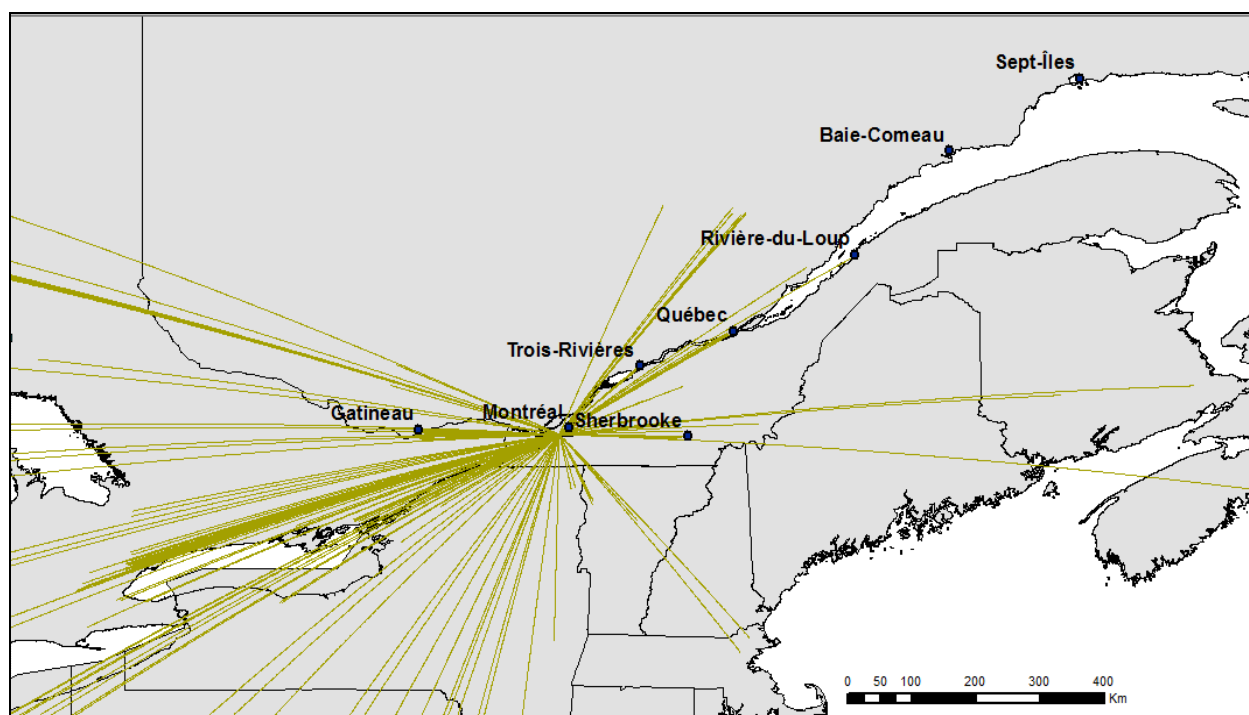 Sept-Îles
Baie-Comeau
Rivière-du-Loup
Québec
Trois-Rivières
Gatineau
Montréal
Sherbrooke
0 50 100 200 300 400
Km